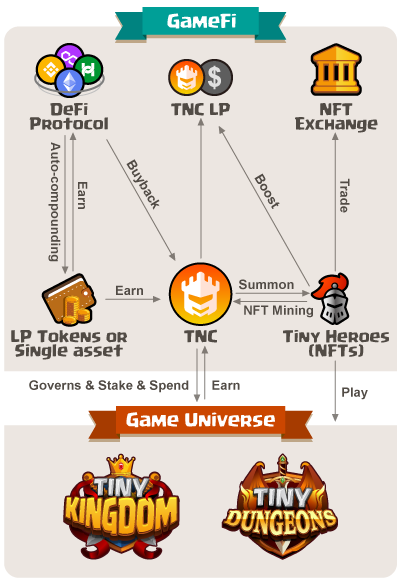 GameFi
DeFi
Protocol
TNC LP
$
NFT
Exchange
Auto-compounding
Earn
Buyback
Boost
Trade
LP Tokens or
Single asset
Earn
TNC
Summon
NFT Mining
Tiny Heroes
(NFTs)
Governs & Stake & Spend
Earn
Play
Game Universe
TINY
KINGDOM
TINY
DUNGEONS